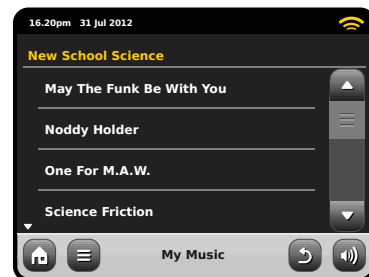 16.20pm 31 Jul 2012
New School Science
May The Funk Be With You
Noddy Holder
One For M.A.W.
Science Friction
My Music